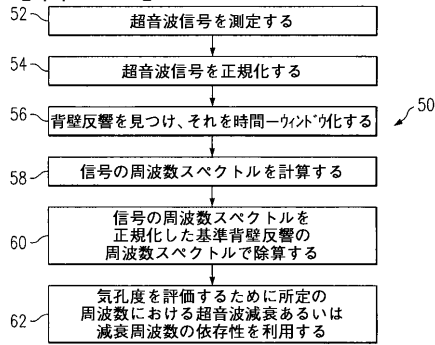 52
超音波信号を測定する
54
超音波信号を正規化する
50
56
背壁反響を見つけ、それを時間ーウィンドウ化する
58
信号の周波数スペクトルを計算する
60
信号の周波数スペクトルを
正規化した基準背壁反響の
周波数スペクトルで除算する
62
気孔度を評価するために所定の
周波数における超音波減衰あるいは
減衰周波数の依存性を利用する